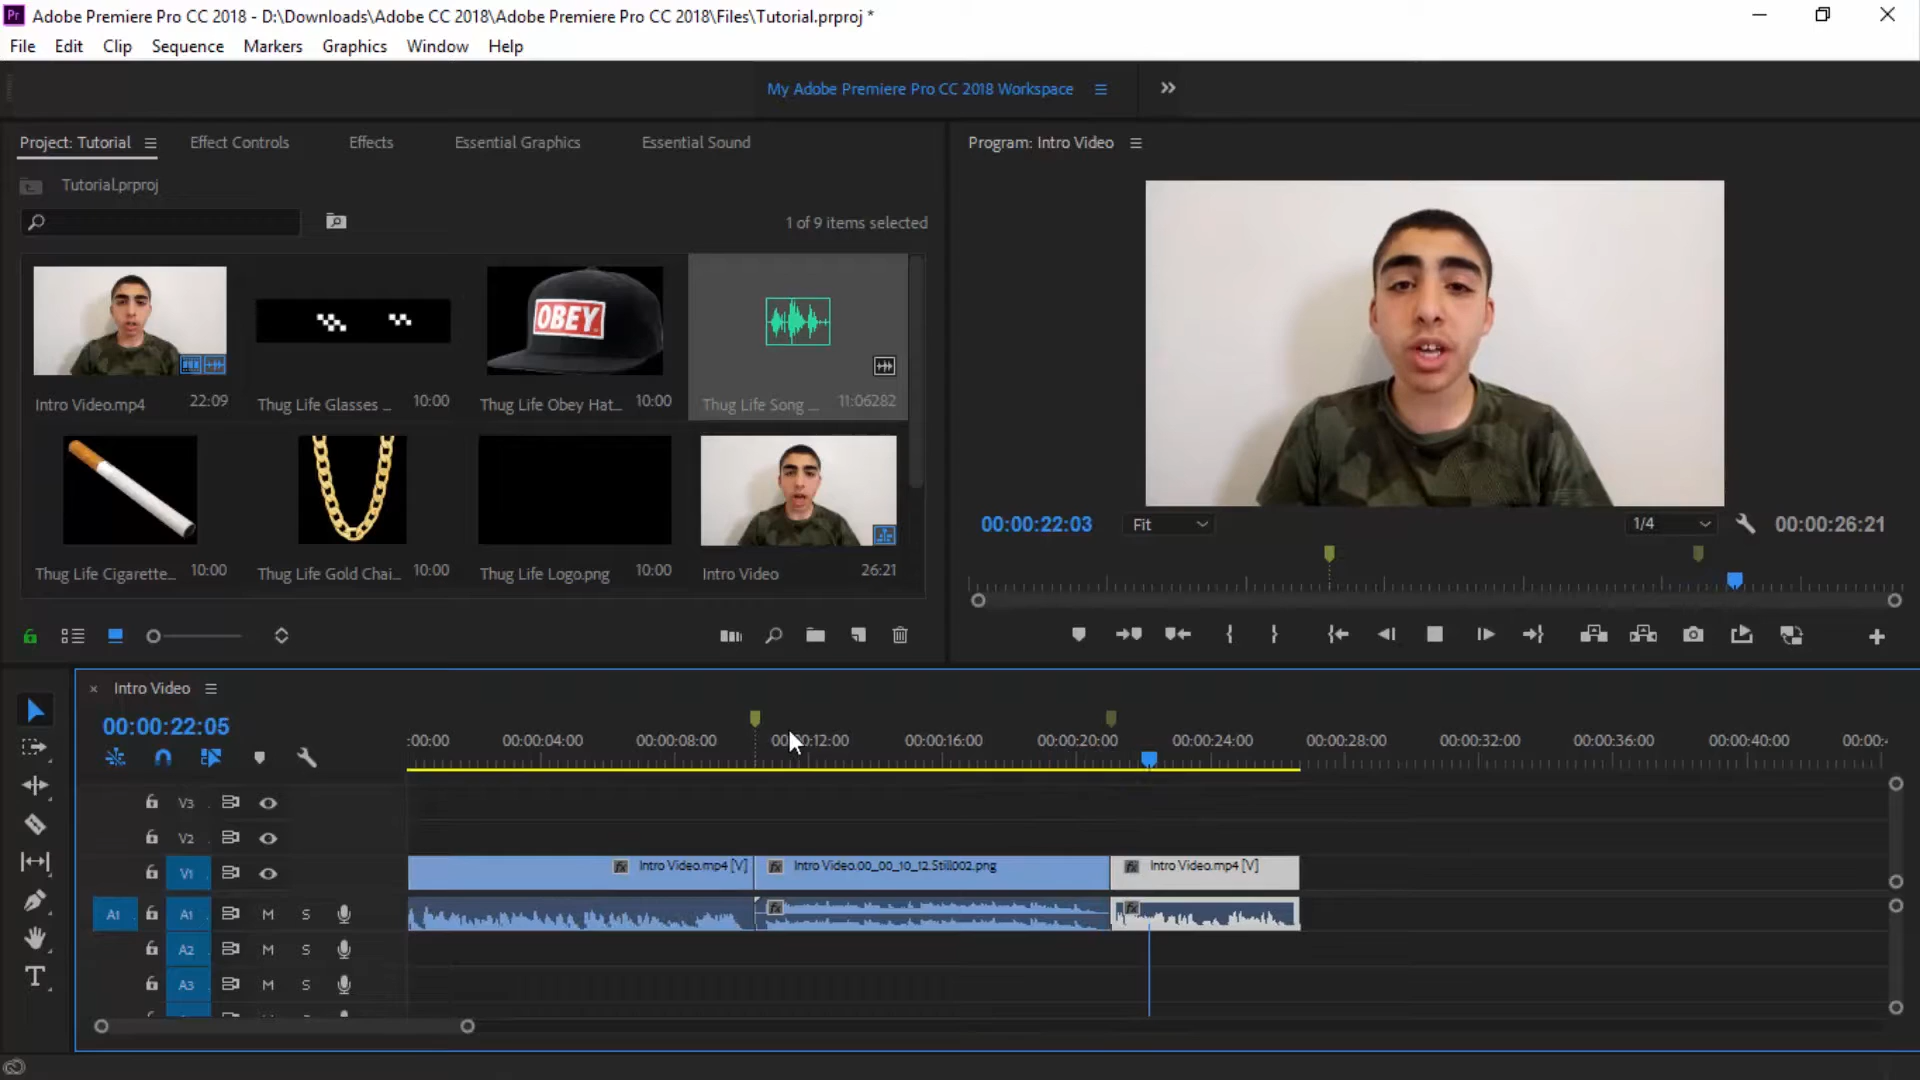 Pr Adobe Premiere Pro CC 2018 - D:\Downloads\Adobe CC 2018\Adobe Premiere Pro CC 2018\Files\Tutorial.prproj *
File Edit Clip Sequence Markers Graphics Window Help
My Adobe Premiere Pro CC 2018 Workspace
Project: Tutorial Effect Controls Effects Essential Graphics Essential Sound
Program: Intro Video
Tutorial.prproj
1 of 9 items selected
OBEY
Intro Video.mp4 22:09 Thug Life Glasses ... 10:00 Thug Life Obey Hat... 10:00 Thug Life Song ... 11:06282
00:00:22:03 Fit 1/4 00:00:26:21
Thug Life Cigarette... 10:00 Thug Life Gold Chai... 10:00 Thug Life Logo.png 10:00 Intro Video 26:21
× Intro Video
00:00:22:05
:00:00 00:00:04:00 00:00:08:00 00:00:12:00 00:00:16:00 00:00:20:00 00:00:24:00 00:00:28:00 00:00:32:00 00:00:36:00 00:00:40:00 00:00:
V3
V2
V1 fx Intro Video.mp4 [V] fx Intro Video.00_00_10_12.Still002.png fx Intro Video.mp4 [V]
A1 A1 M S fx fx
A2 M S
A3 M S
T